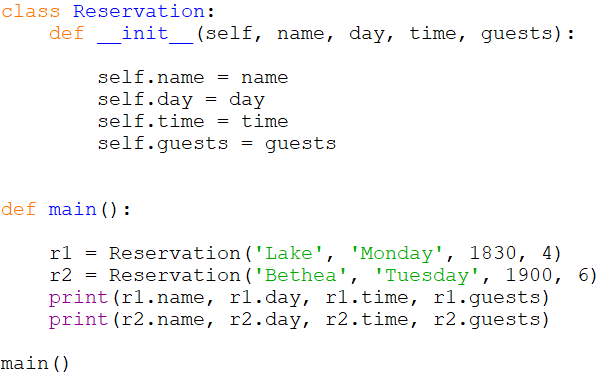 class Reservation:
    def __init__(self, name, day, time, guests):
        self.name = name
        self.day = day
        self.time = time
        self.guests = guests
def main():
    r1 = Reservation('Lake', 'Monday', 1830, 4)
    r2 = Reservation('Bethea', 'Tuesday', 1900, 6)
    print(r1.name, r1.day, r1.time, r1.guests)
    print(r2.name, r2.day, r2.time, r2.guests)
main()